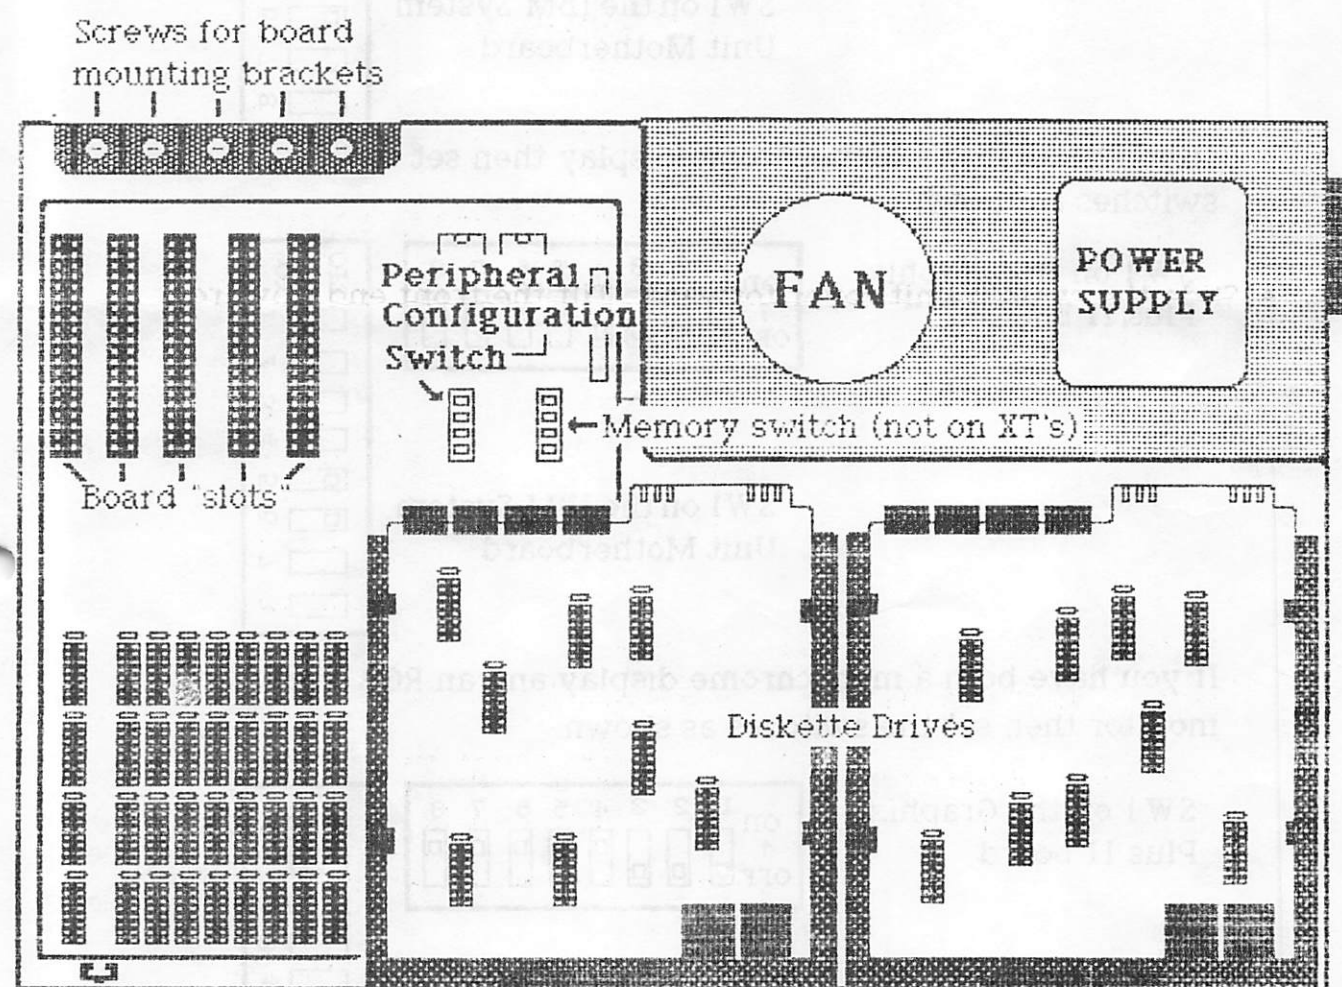 Screws for board
mounting brackets
FAN
POWER
SUPPLY
Peripheral
Configuration
Switch
Memory switch (not on XT's)
Board "slots"
Diskette Drives